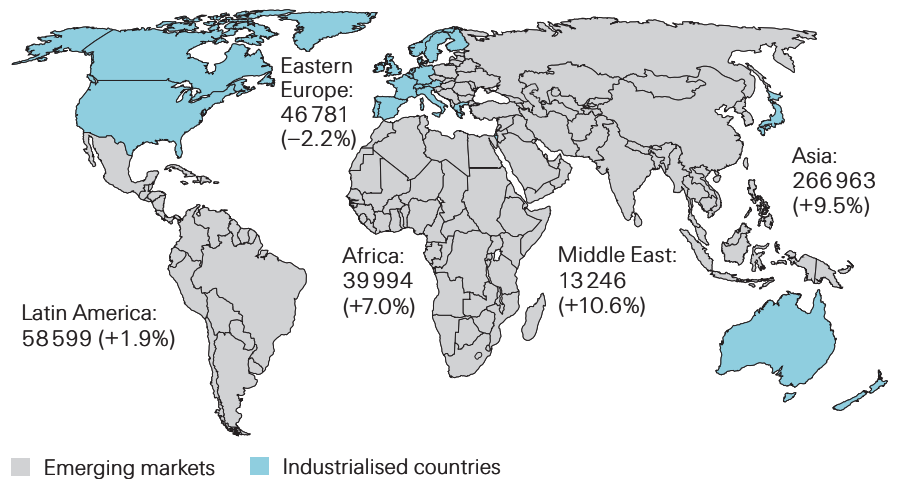 Eastern
Europe:
46 781
(–2.2%)
Asia:
266 963
(+9.5%)
Africa:
39 994
(+7.0%)
Middle East:
13 246
(+10.6%)
Latin America:
58 599 (+1.9%)
Emerging markets
Industrialised countries